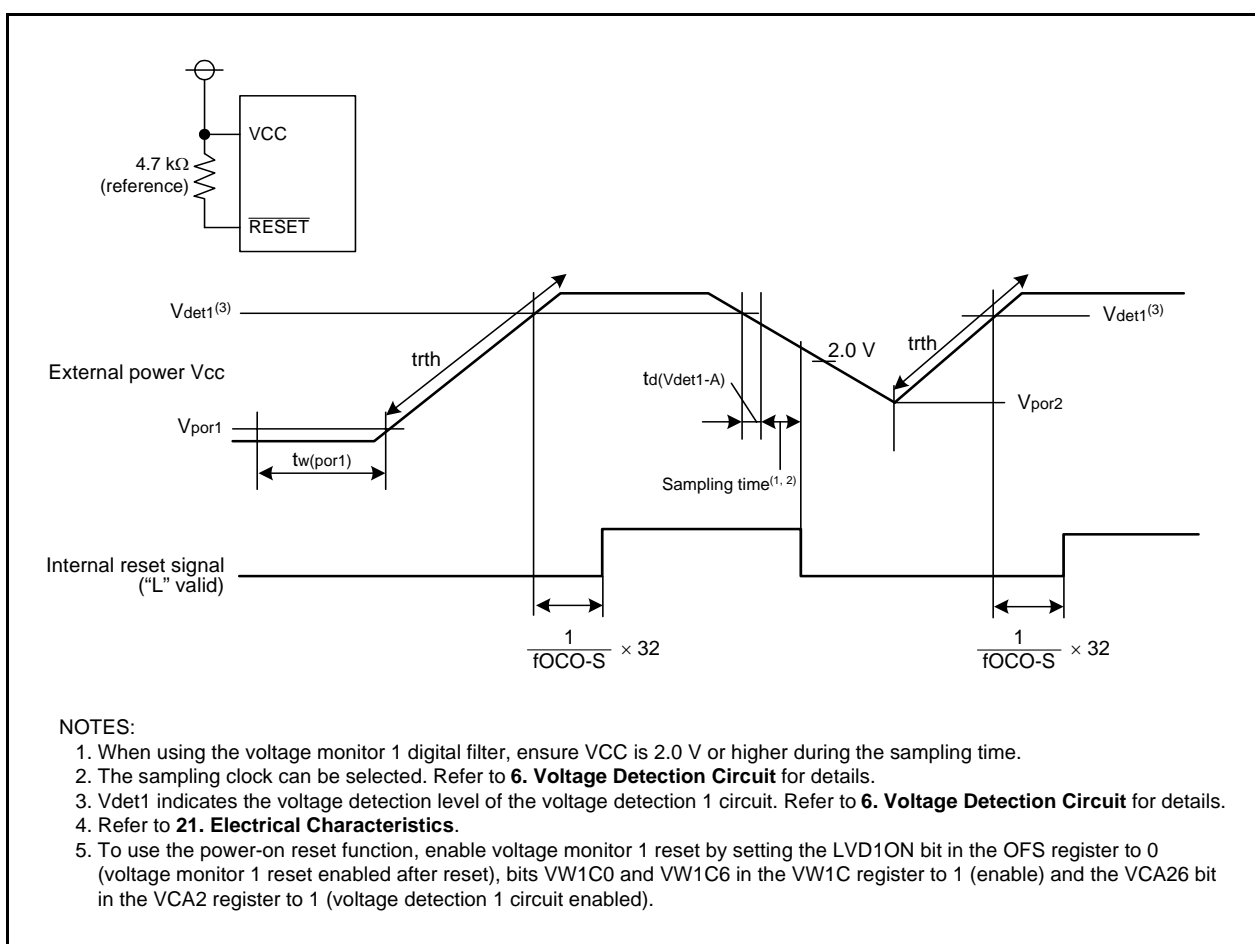 VCC
4.7 kΩ
(reference)
RESET
Vdet1(3)
Vdet1(3)
trth
trth
2.0 V
External power Vcc
td(Vdet1-A)
Vpor1
Vpor2
tw(por1)
Sampling time(1, 2)
Internal reset signal
("L" valid)
1
fOCO-S
× 32
1
fOCO-S
× 32
NOTES:
1. When using the voltage monitor 1 digital filter, ensure VCC is 2.0 V or higher during the sampling time.
2. The sampling clock can be selected. Refer to 6. Voltage Detection Circuit for details.
3. Vdet1 indicates the voltage detection level of the voltage detection 1 circuit. Refer to 6. Voltage Detection Circuit for details.
4. Refer to 21. Electrical Characteristics.
5. To use the power-on reset function, enable voltage monitor 1 reset by setting the LVD1ON bit in the OFS register to 0
(voltage monitor 1 reset enabled after reset), bits VW1C0 and VW1C6 in the VW1C register to 1 (enable) and the VCA26 bit
in the VCA2 register to 1 (voltage detection 1 circuit enabled).